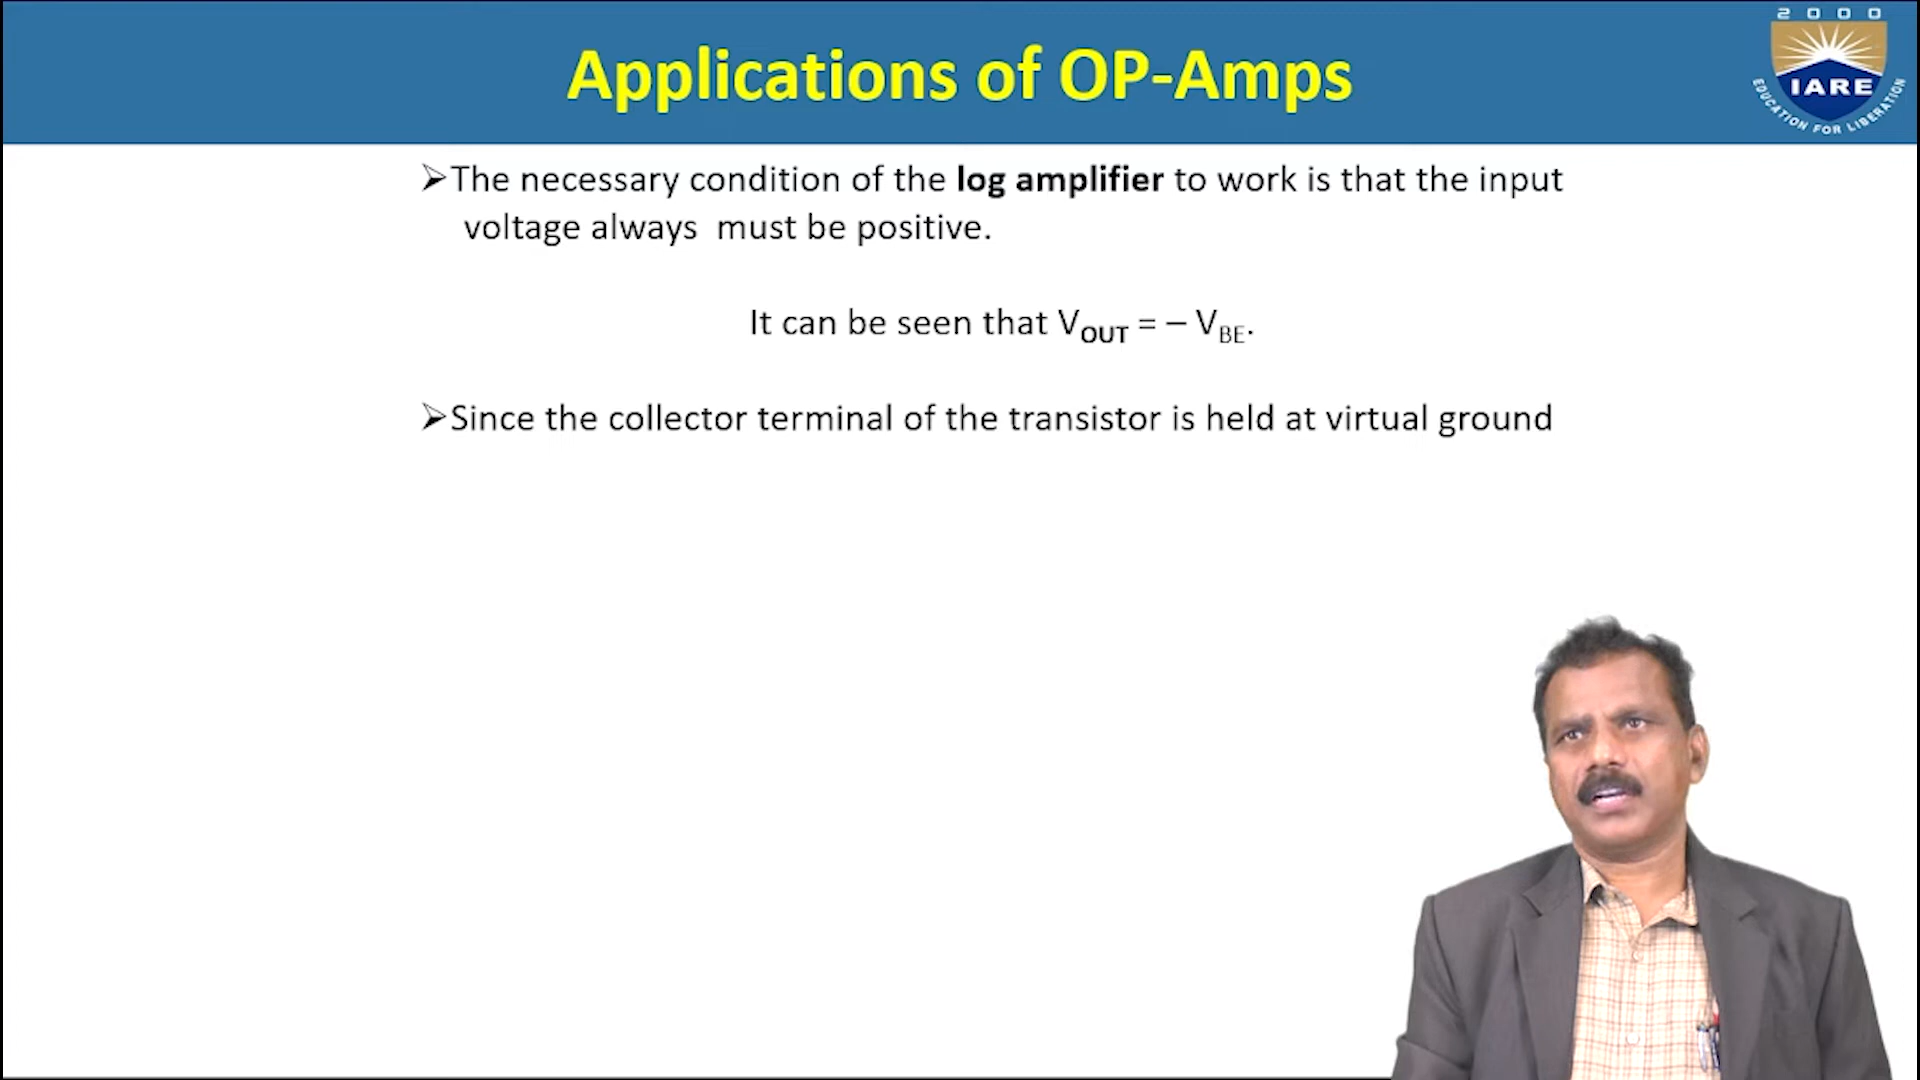 Applications of OP-Amps
2000
IARE
EDUCATION FOR LIBERATION
➢The necessary condition of the log amplifier to work is that the input
voltage always must be positive.
It can be seen that VOUT = – VBE.
➢Since the collector terminal of the transistor is held at virtual ground